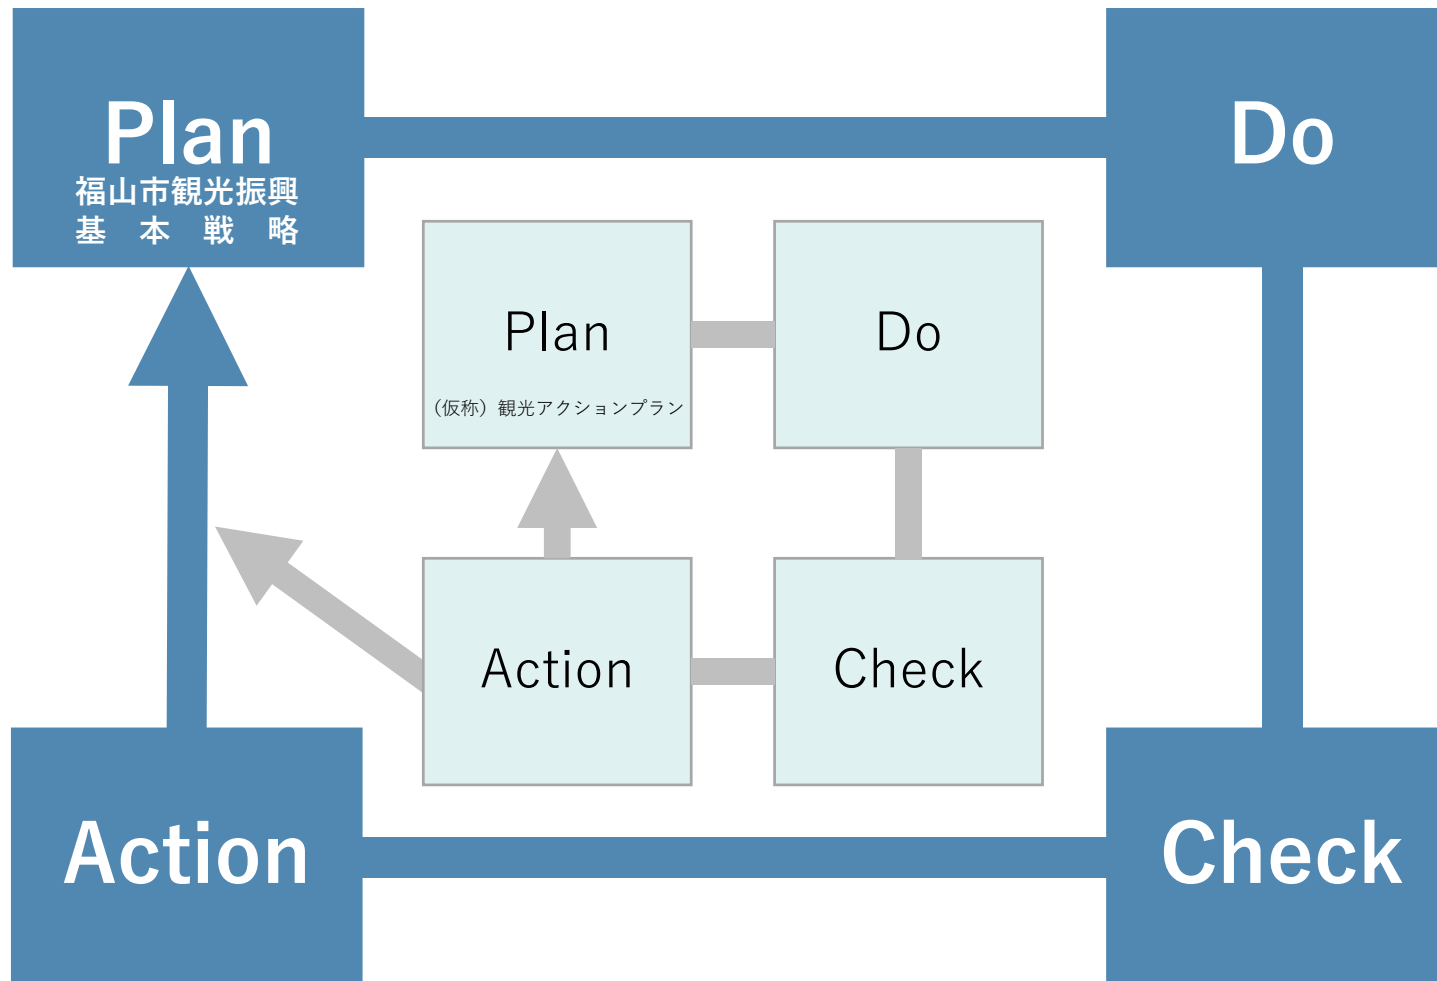 Plan
福山市観光振興
基本戦略
Do
Plan
（仮称）観光アクションプラン
Do
Action
Check
Action
Check